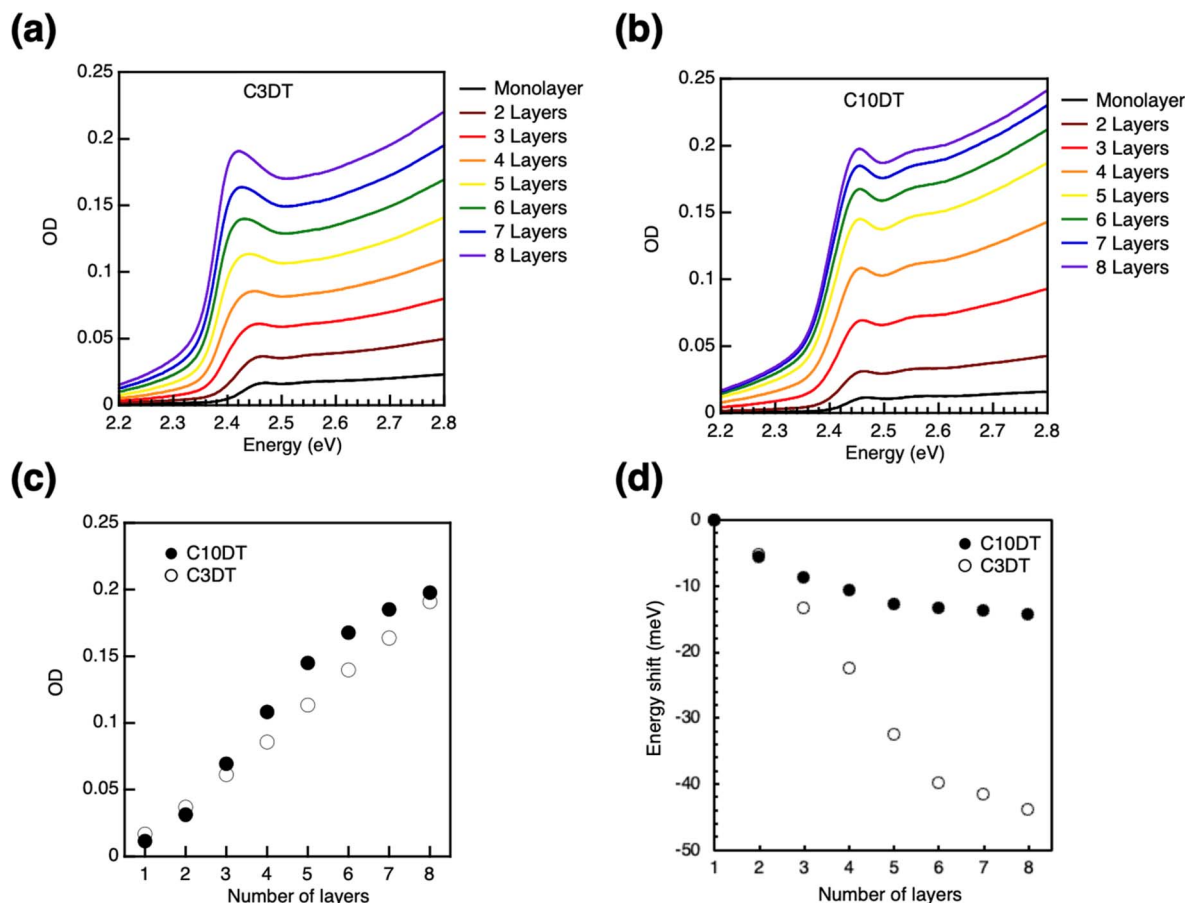 (a)
C3DT
0.25
0.2
0.15
0.1
0.05
0
OD
2.2 2.3 2.4 2.5 2.6 2.7 2.8
Energy (eV)
Monolayer
2 Layers
3 Layers
4 Layers
5 Layers
6 Layers
7 Layers
8 Layers
(b)
C10DT
0.25
0.2
0.15
0.1
0.05
0
OD
2.2 2.3 2.4 2.5 2.6 2.7 2.8
Energy (eV)
Monolayer
2 Layers
3 Layers
4 Layers
5 Layers
6 Layers
7 Layers
8 Layers
(c)
0.25
0.2
0.15
0.1
0.05
0
OD
C10DT
C3DT
1 2 3 4 5 6 7 8
Number of layers
(d)
0
-10
-20
-30
-40
-50
Energy shift (meV)
C10DT
C3DT
1 2 3 4 5 6 7 8
Number of layers